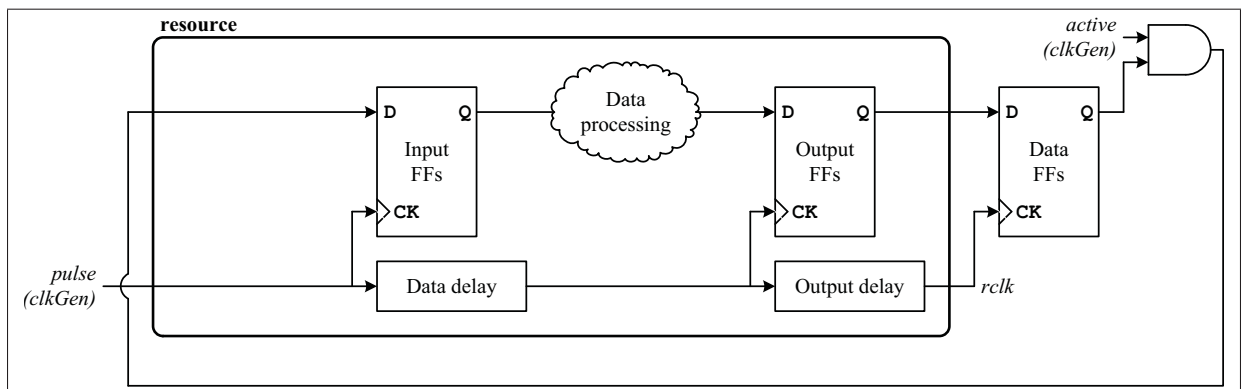 resource
active
(clkGen)
D Q
Input
FFs
CK
Data
processing
D Q
Output
FFs
CK
D Q
Data
FFs
CK
pulse
(clkGen)
Data delay
Output delay
rclk